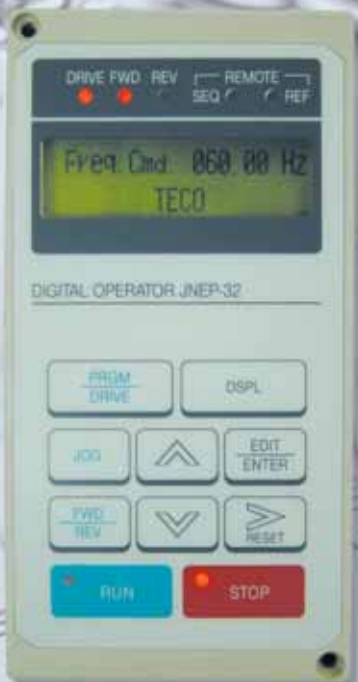 DRIVE FWD REV REMOTE
SEQ REF
Freq. Cmd. 060.00 Hz
TECO
DIGITAL OPERATOR JNEP-32
PRGM
DRIVE
DSPL
JOG
EDIT
ENTER
FWD
REV
RESET
RUN
STOP